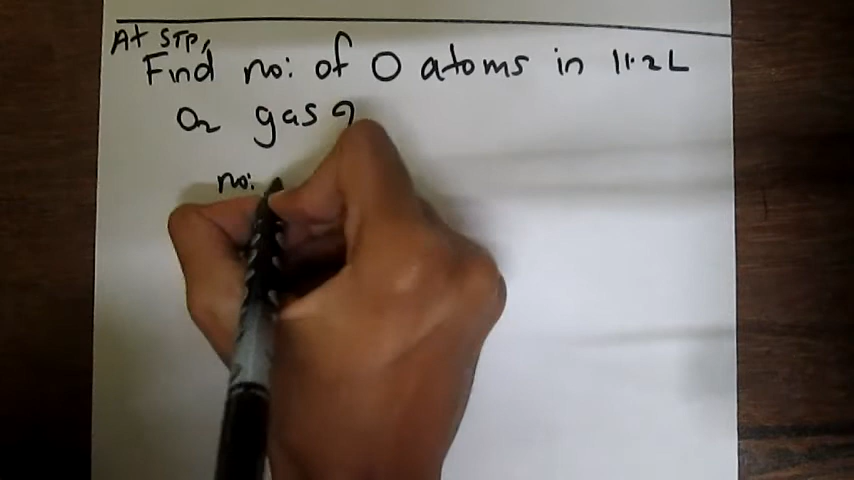 At STP,
Find no: of O atoms in 11.2L
O₂ gas ?
no: